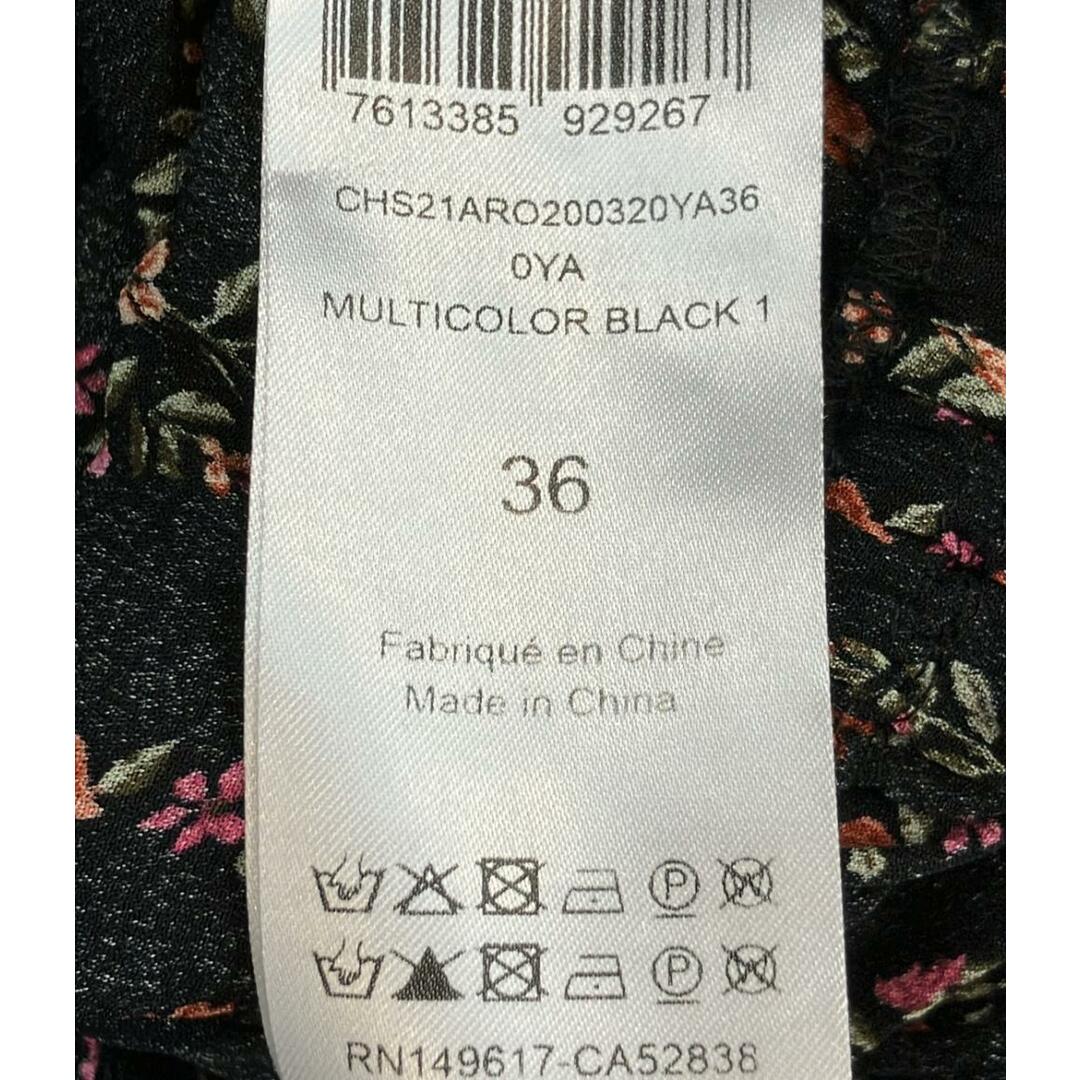 7613385 929267
CHS21ARO200320YA36
0YA
MULTICOLOR BLACK 1
36
Fabriqué en Chine
Made in China
P
W
P
W
RN149617-CA52838